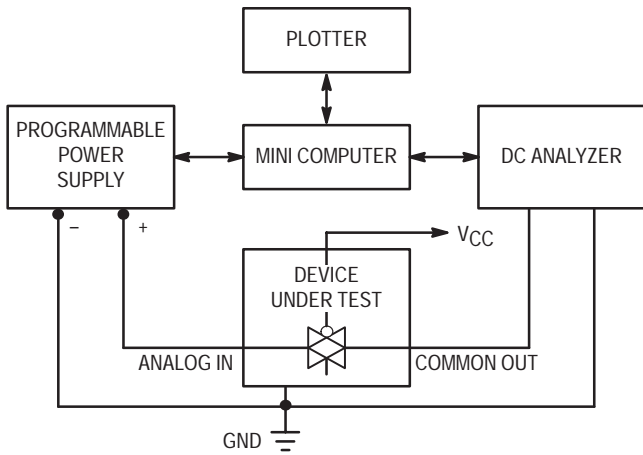 PLOTTER
PROGRAMMABLE
POWER
SUPPLY
MINI COMPUTER
DC ANALYZER
– +
VCC
DEVICE
UNDER TEST
ANALOG IN
COMMON OUT
GND